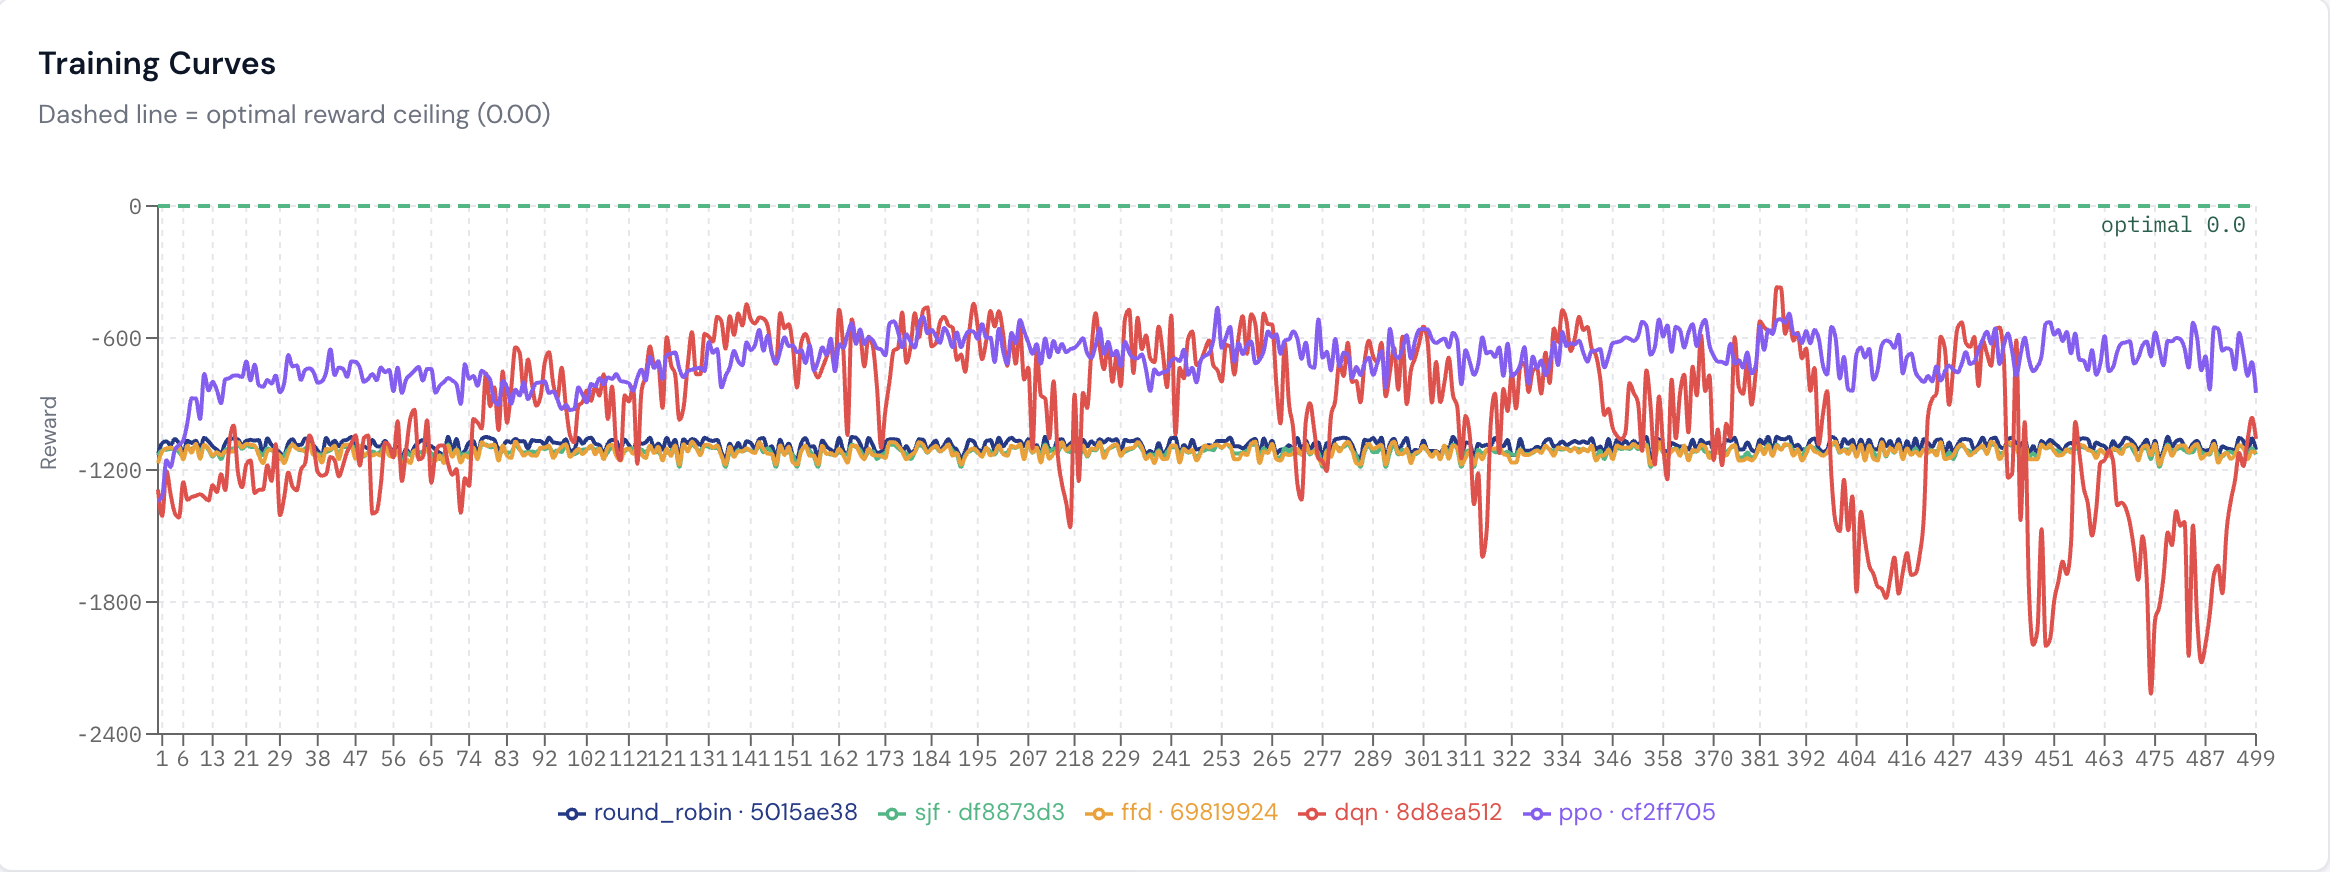 Training Curves
Dashed line = optimal reward ceiling (0.00)
0
optimal 0.0
-600
Reward
-1200
-1800
-2400
1 6 13 21 29 38 47 56 65 74 83 92 102 112 121 131 141 151 162 173 184 195 207 218 229 241 253 265 277 289 301 311 322 334 346 358 370 381 392 404 416 427 439 451 463 475 487 499
round_robin · 5015ae38 sjf · df8873d3 ffd · 69819924 dqn · 8d8ea512 ppo · cf2ff705